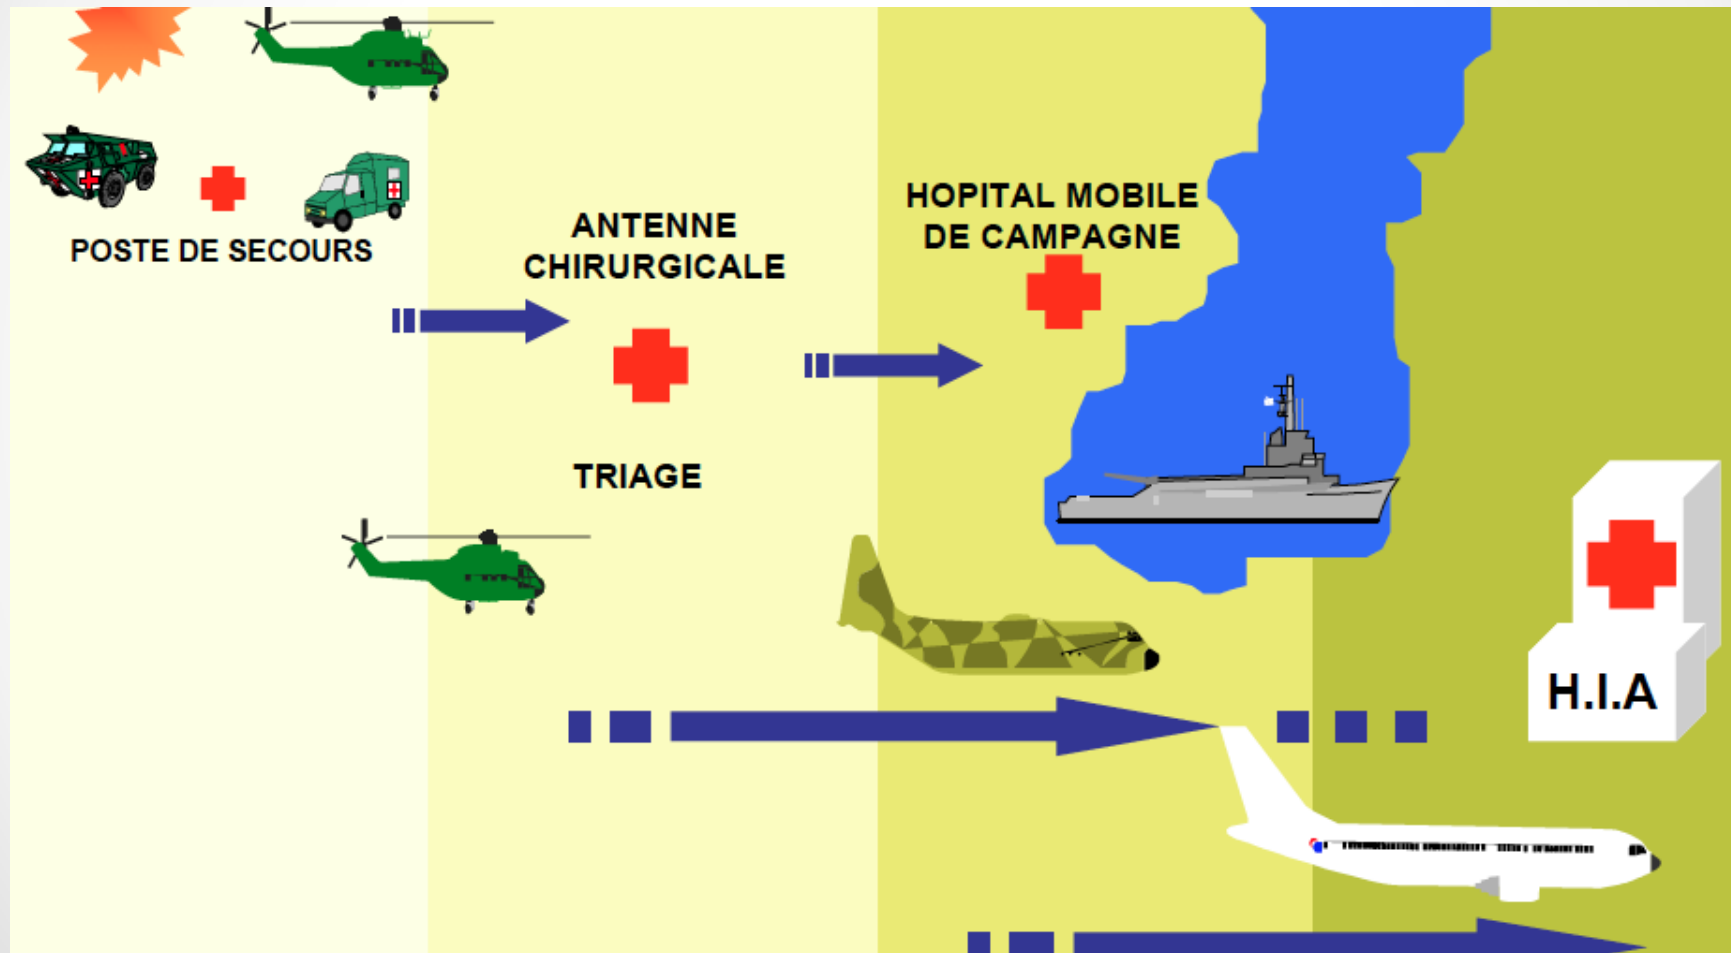 POSTE DE SECOURS
ANTENNE
CHIRURGICALE
TRIAGE
HOPITAL MOBILE
DE CAMPAGNE
H.I.A